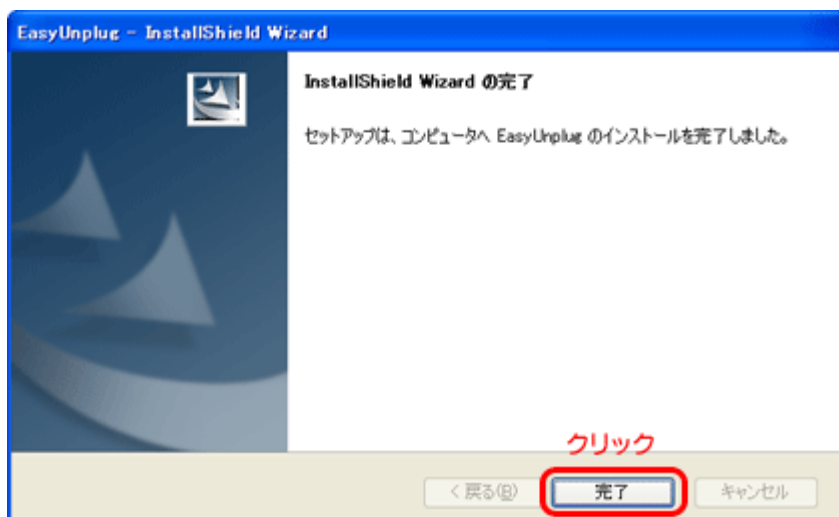 EasyUnplug - InstallShield Wizard
InstallShield Wizard の完了
セットアップは、コンピュータへ EasyUnplug のインストールを完了しました。
クリック
< 戻る(B) 完了 キャンセル